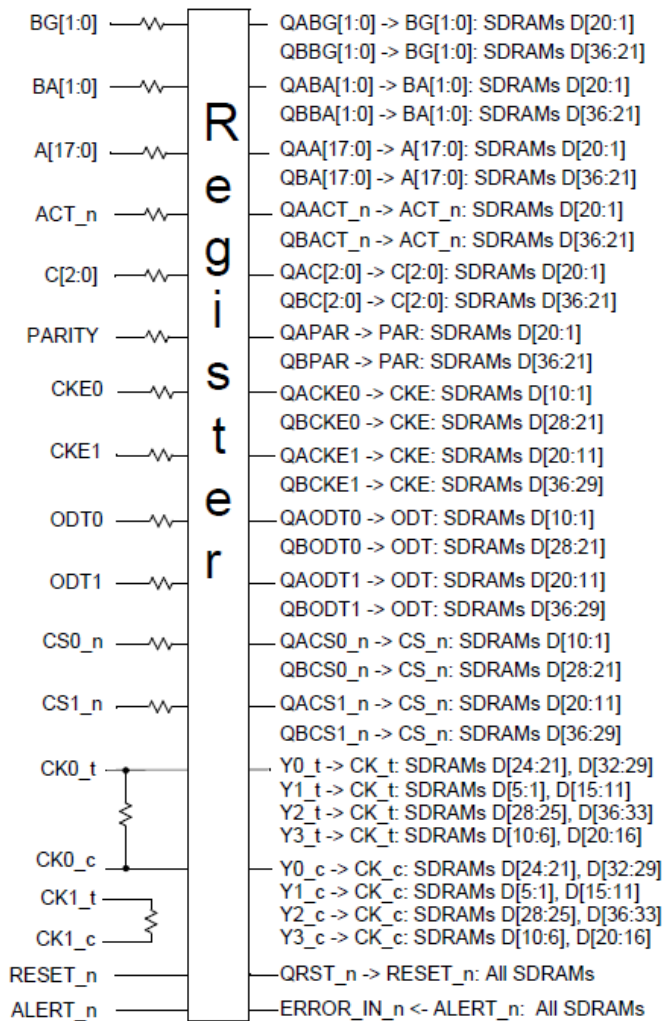 BG[1:0]
QABG[1:0] -> BG[1:0]: SDRAMs D[20:1]
QBBG[1:0] -> BG[1:0]: SDRAMs D[36:21]
BA[1:0]
QABA[1:0] -> BA[1:0]: SDRAMs D[20:1]
QBBA[1:0] -> BA[1:0]: SDRAMs D[36:21]
A[17:0]
QAA[17:0] -> A[17:0]: SDRAMs D[20:1]
QBA[17:0] -> A[17:0]: SDRAMs D[36:21]
ACT_n
QAACT_n -> ACT_n: SDRAMs D[20:1]
QBACT_n -> ACT_n: SDRAMs D[36:21]
C[2:0]
QAC[2:0] -> C[2:0]: SDRAMs D[20:1]
QBC[2:0] -> C[2:0]: SDRAMs D[36:21]
PARITY
QAPAR -> PAR: SDRAMs D[20:1]
QBPAR -> PAR: SDRAMs D[36:21]
CKE0
QACKE0 -> CKE: SDRAMs D[10:1]
QBCKE0 -> CKE: SDRAMs D[28:21]
CKE1
QACKE1 -> CKE: SDRAMs D[20:11]
QBCKE1 -> CKE: SDRAMs D[36:29]
ODT0
QAODT0 -> ODT: SDRAMs D[10:1]
QBODT0 -> ODT: SDRAMs D[28:21]
ODT1
QAODT1 -> ODT: SDRAMs D[20:11]
QBODT1 -> ODT: SDRAMs D[36:29]
CS0_n
QACS0_n -> CS_n: SDRAMs D[10:1]
QBCS0_n -> CS_n: SDRAMs D[28:21]
CS1_n
QACS1_n -> CS_n: SDRAMs D[20:11]
QBCS1_n -> CS_n: SDRAMs D[36:29]
CK0_t
Y0_t -> CK_t: SDRAMs D[24:21], D[32:29]
Y1_t -> CK_t: SDRAMs D[5:1], D[15:11]
Y2_t -> CK_t: SDRAMs D[28:25], D[36:33]
Y3_t -> CK_t: SDRAMs D[10:6], D[20:16]
CK0_c
Y0_c -> CK_c: SDRAMs D[24:21], D[32:29]
Y1_c -> CK_c: SDRAMs D[5:1], D[15:11]
Y2_c -> CK_c: SDRAMs D[28:25], D[36:33]
Y3_c -> CK_c: SDRAMs D[10:6], D[20:16]
CK1_t
CK1_c
RESET_n
QRST_n -> RESET_n: All SDRAMs
ALERT_n
ERROR_IN_n <- ALERT_n: All SDRAMs
Register